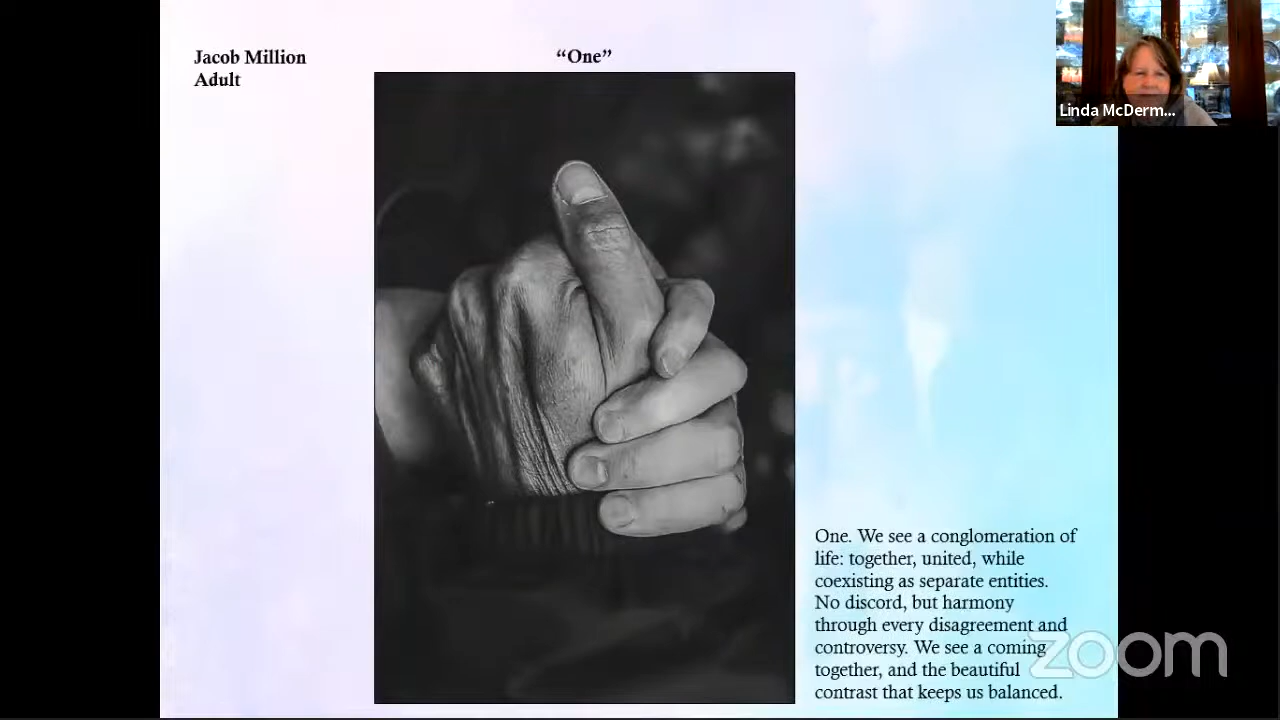 Jacob Million
Adult
“One”
Linda McDerm...
One. We see a conglomeration of
life: together, united, while
coexisting as separate entities.
No discord, but harmony
through every disagreement and
controversy. We see a coming
together, and the beautiful
contrast that keeps us balanced.
zoom